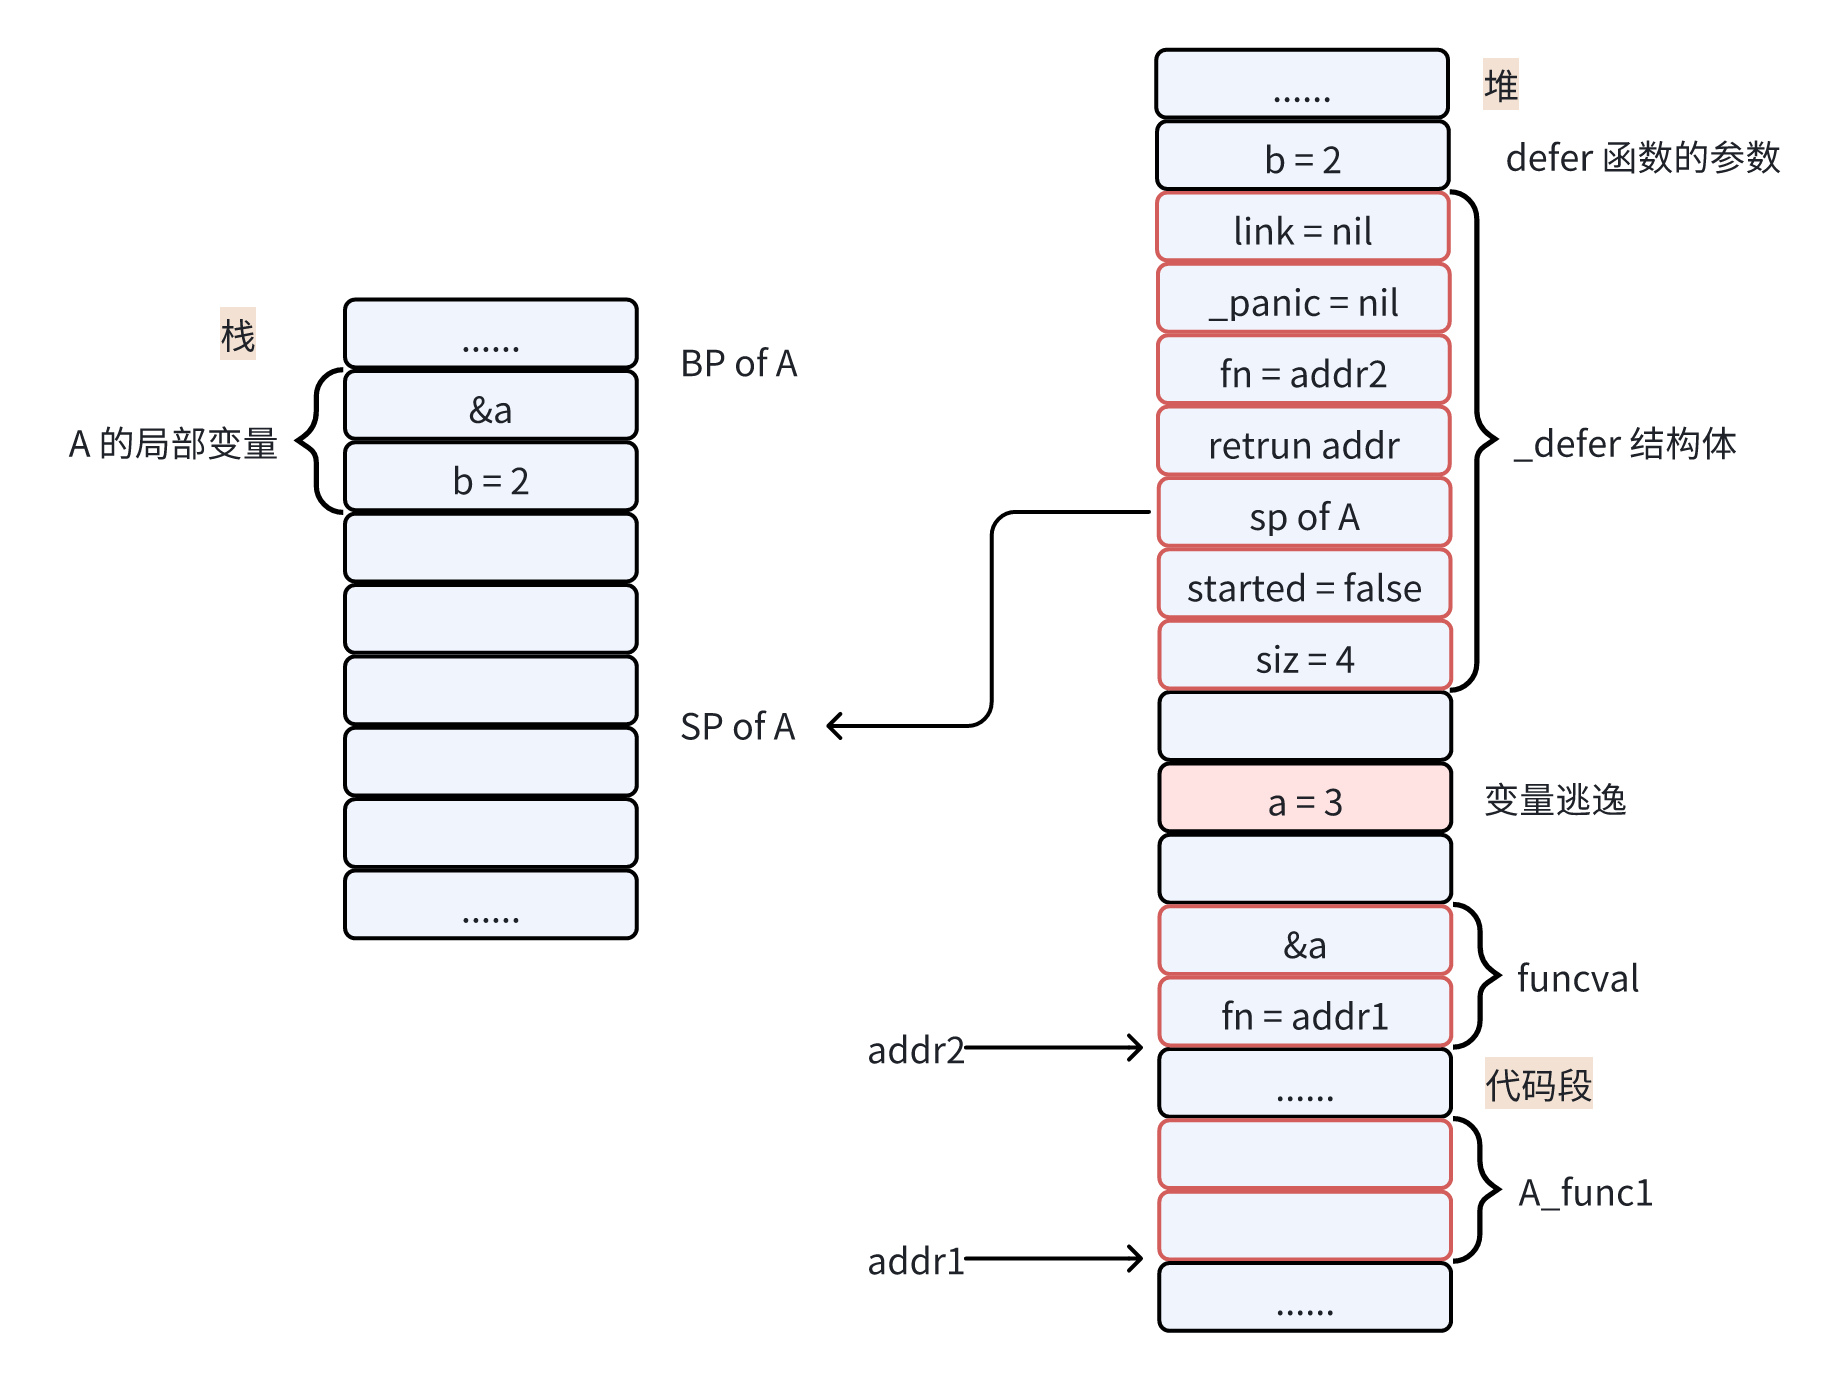 栈
......
BP of A
A 的局部变量
&a
b = 2
SP of A
......
堆
......
b = 2
defer 函数的参数
link = nil
_panic = nil
fn = addr2
retrun addr
_defer 结构体
sp of A
started = false
siz = 4
a = 3
变量逃逸
&a
funcval
fn = addr1
addr2
......
代码段
A_func1
addr1
......